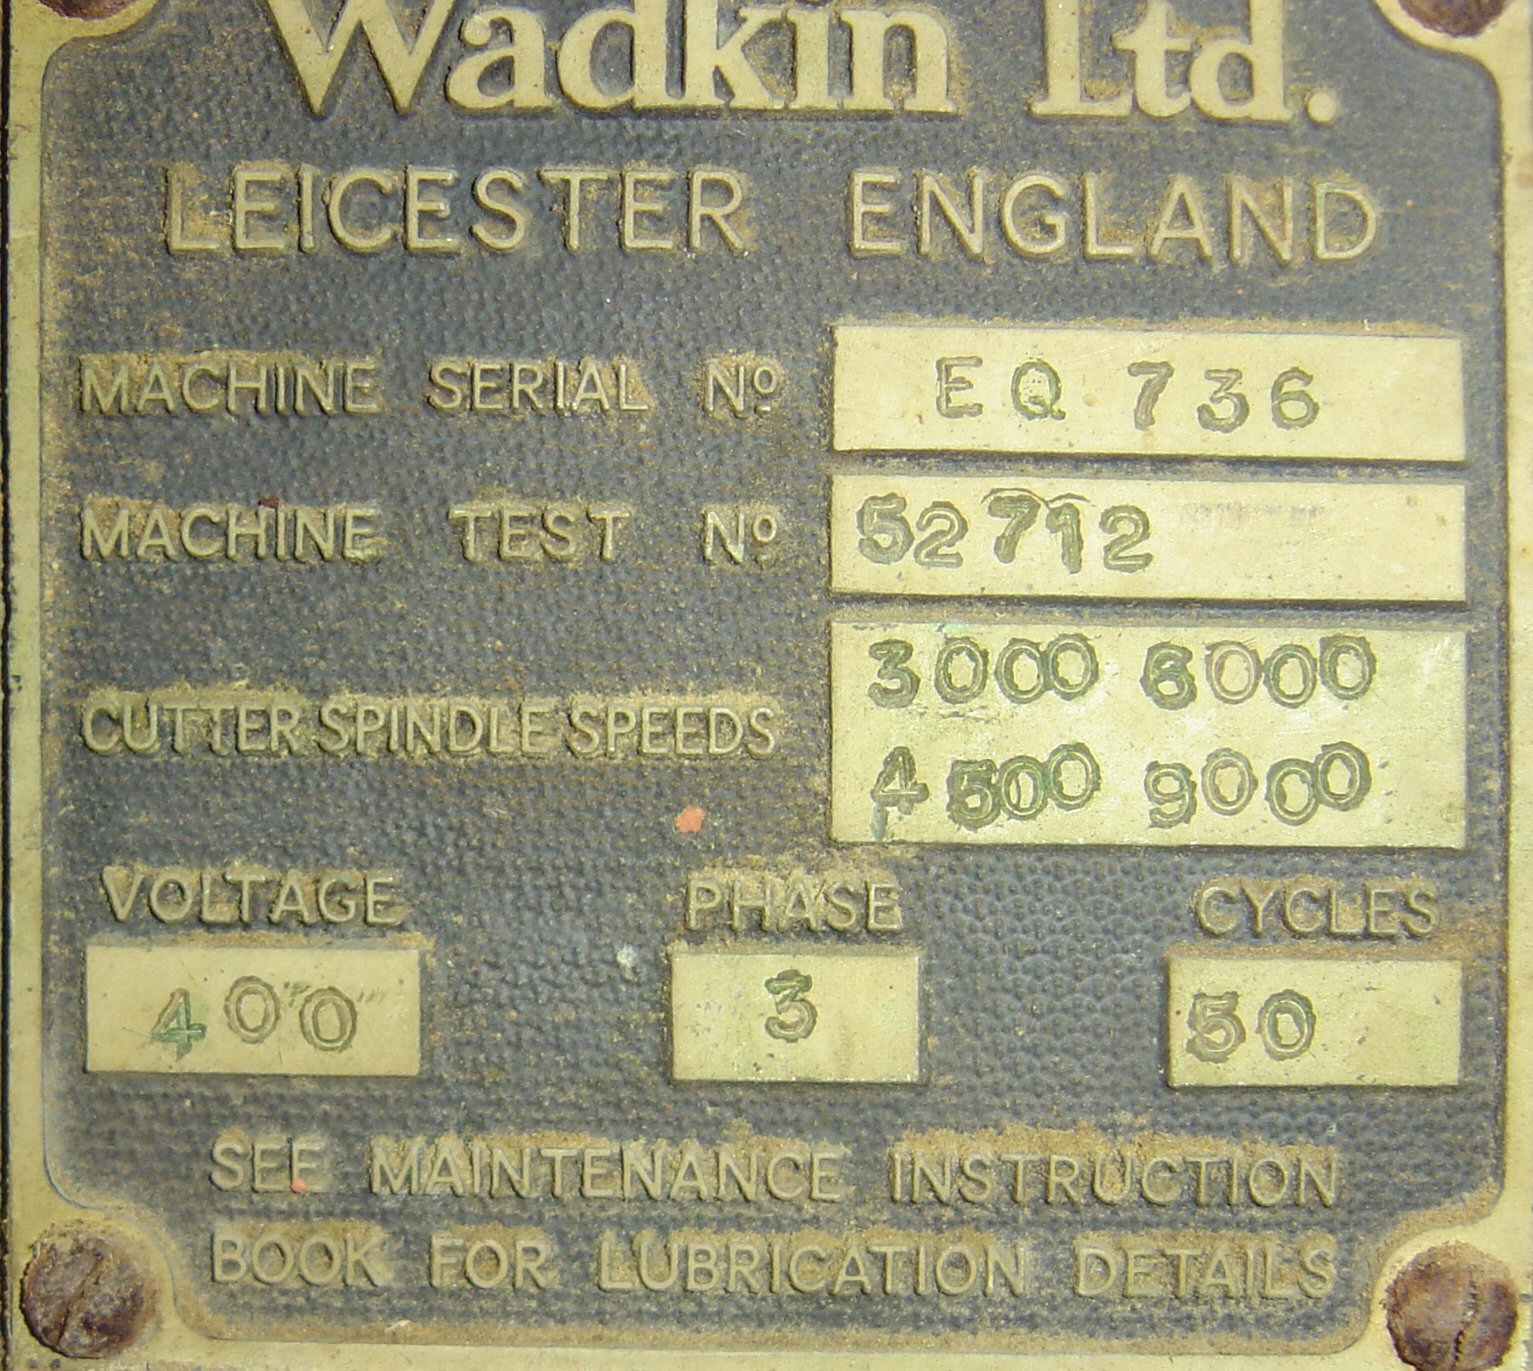 Wadkin Ltd.
LEICESTER ENGLAND
MACHINE SERIAL Nº EQ 736
MACHINE TEST Nº 52712
3000 6000
CUTTER SPINDLE SPEEDS
4500 9000
VOLTAGE PHASE CYCLES
400 3 50
SEE MAINTENANCE INSTRUCTION
BOOK FOR LUBRICATION DETAILS